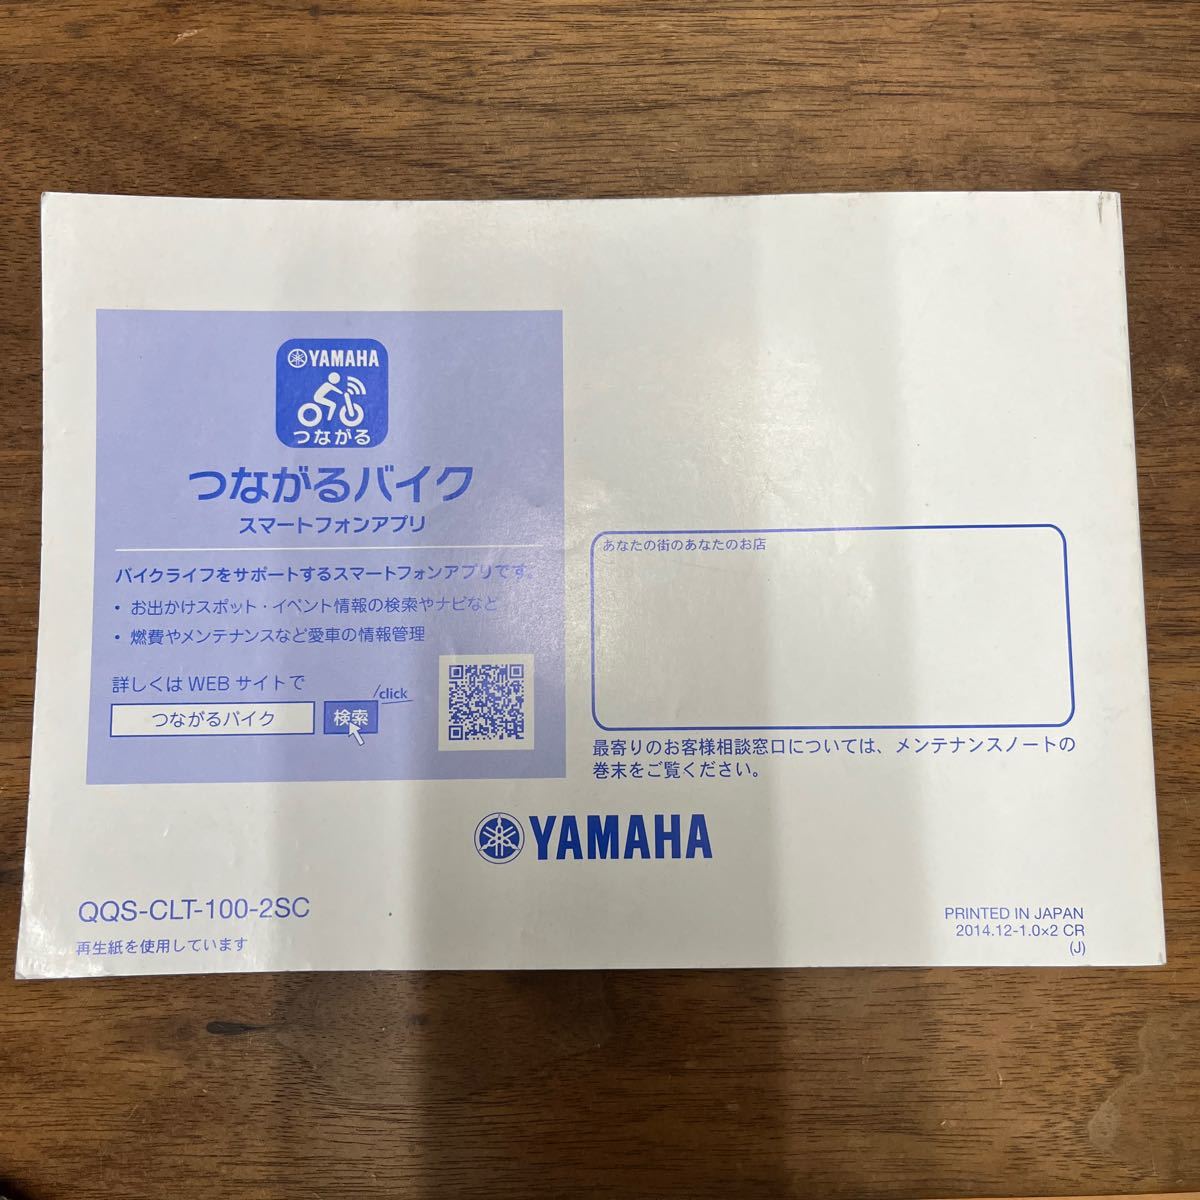 YAMAHA
つながる
つながるバイク
スマートフォンアプリ
バイクライフをサポートするスマートフォンアプリです。
・お出かけスポット・イベント情報の検索やナビなど
・燃費やメンテナンスなど愛車の情報管理
詳しくは WEB サイトで
つながるバイク
検索
click
あなたの街のあなたのお店
最寄りのお客様相談窓口については、メンテナンスノートの
巻末をご覧ください。
YAMAHA
QQS-CLT-100-2SC
再生紙を使用しています
PRINTED IN JAPAN
2014.12-1.0×2 CR
(J)